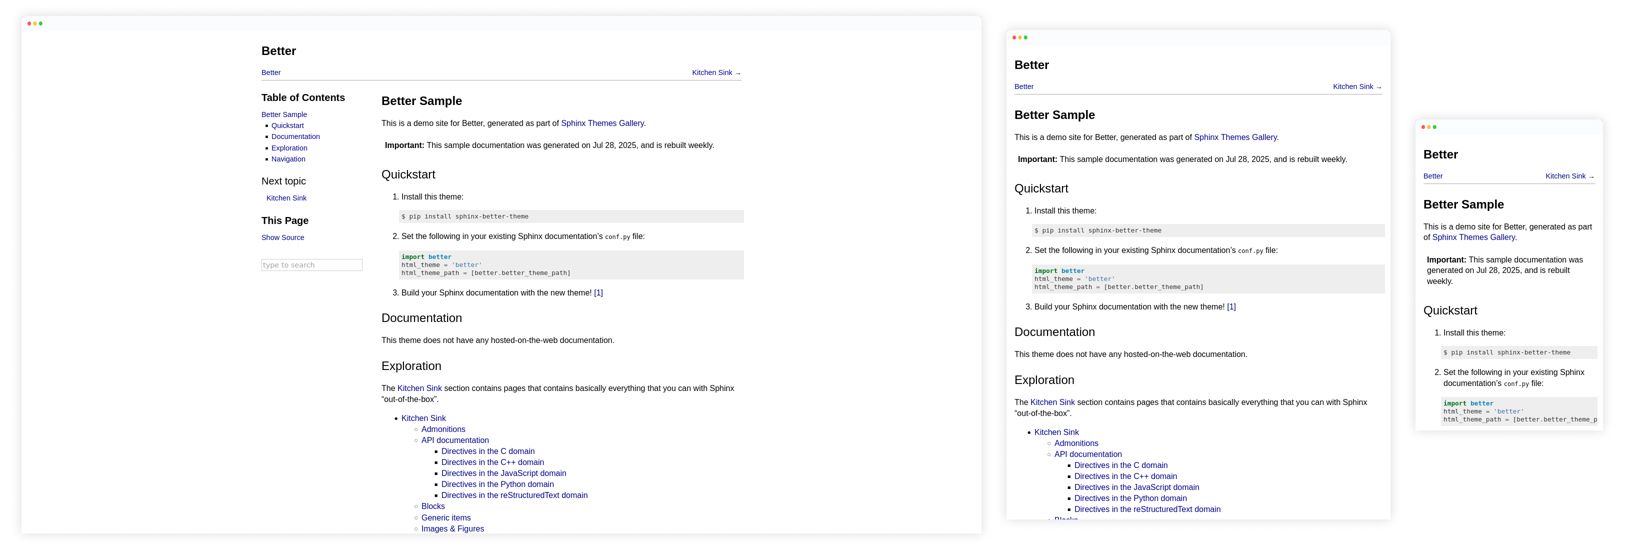 Better
Better
Kitchen Sink →
Table of Contents
Better Sample
Quickstart
Documentation
Exploration
Navigation
Next topic
Kitchen Sink
This Page
Show Source
type to search
Better Sample
This is a demo site for Better, generated as part of Sphinx Themes Gallery.
Important: This sample documentation was generated on Jul 28, 2025, and is rebuilt weekly.
Quickstart
1. Install this theme:
$ pip install sphinx-better-theme
2. Set the following in your existing Sphinx documentation’s conf.py file:
import better
html_theme = 'better'
html_theme_path = [better.better_theme_path]
3. Build your Sphinx documentation with the new theme! [1]
Documentation
This theme does not have any hosted-on-the-web documentation.
Exploration
The Kitchen Sink section contains pages that contains basically everything that you can with Sphinx
“out-of-the-box”.
Kitchen Sink
Admonitions
API documentation
Directives in the C domain
Directives in the C++ domain
Directives in the JavaScript domain
Directives in the Python domain
Directives in the reStructuredText domain
Blocks
Generic items
Images & Figures
Better
Better
Kitchen Sink →
Better Sample
This is a demo site for Better, generated as part of Sphinx Themes Gallery.
Important: This sample documentation was generated on Jul 28, 2025, and is rebuilt weekly.
Quickstart
1. Install this theme:
$ pip install sphinx-better-theme
2. Set the following in your existing Sphinx documentation’s conf.py file:
import better
html_theme = 'better'
html_theme_path = [better.better_theme_path]
3. Build your Sphinx documentation with the new theme! [1]
Documentation
This theme does not have any hosted-on-the-web documentation.
Exploration
The Kitchen Sink section contains pages that contains basically everything that you can with Sphinx
“out-of-the-box”.
Kitchen Sink
Admonitions
API documentation
Directives in the C domain
Directives in the C++ domain
Directives in the JavaScript domain
Directives in the Python domain
Directives in the reStructuredText domain
Blocks
Better
Better
Kitchen Sink →
Better Sample
This is a demo site for Better, generated as part
of Sphinx Themes Gallery.
Important: This sample documentation was
generated on Jul 28, 2025, and is rebuilt
weekly.
Quickstart
1. Install this theme:
$ pip install sphinx-better-theme
2. Set the following in your existing Sphinx
documentation’s conf.py file:
import better
html_theme = 'better'
html_theme_path = [better.better_theme_p